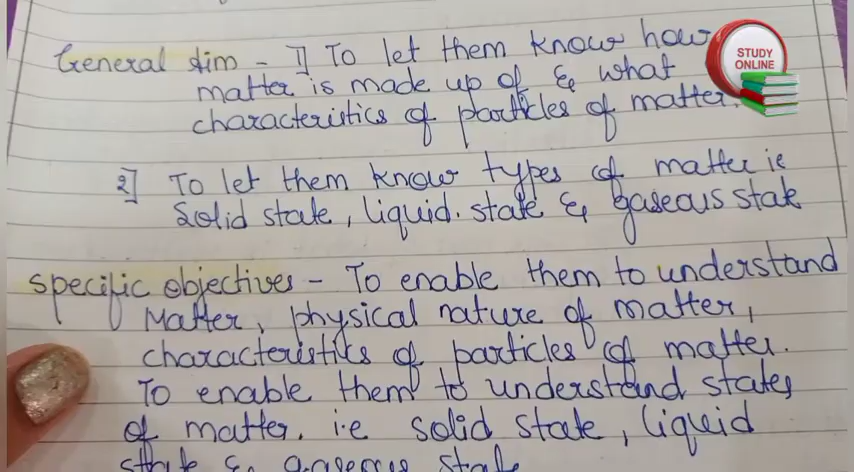 General Aim - 1] To let them know how
matter is made up of & what
characteristics of particles of matter.
2] To let them know types of matter ie
Solid state, liquid. state & gaseous state
Specific objectives - To enable them to understand
Matter, physical nature of matter,
characteristics of particles of matter.
To enable them to understand states
of matter. i.e solid state, liquid
state & gaseous state
STUDY
ONLINE